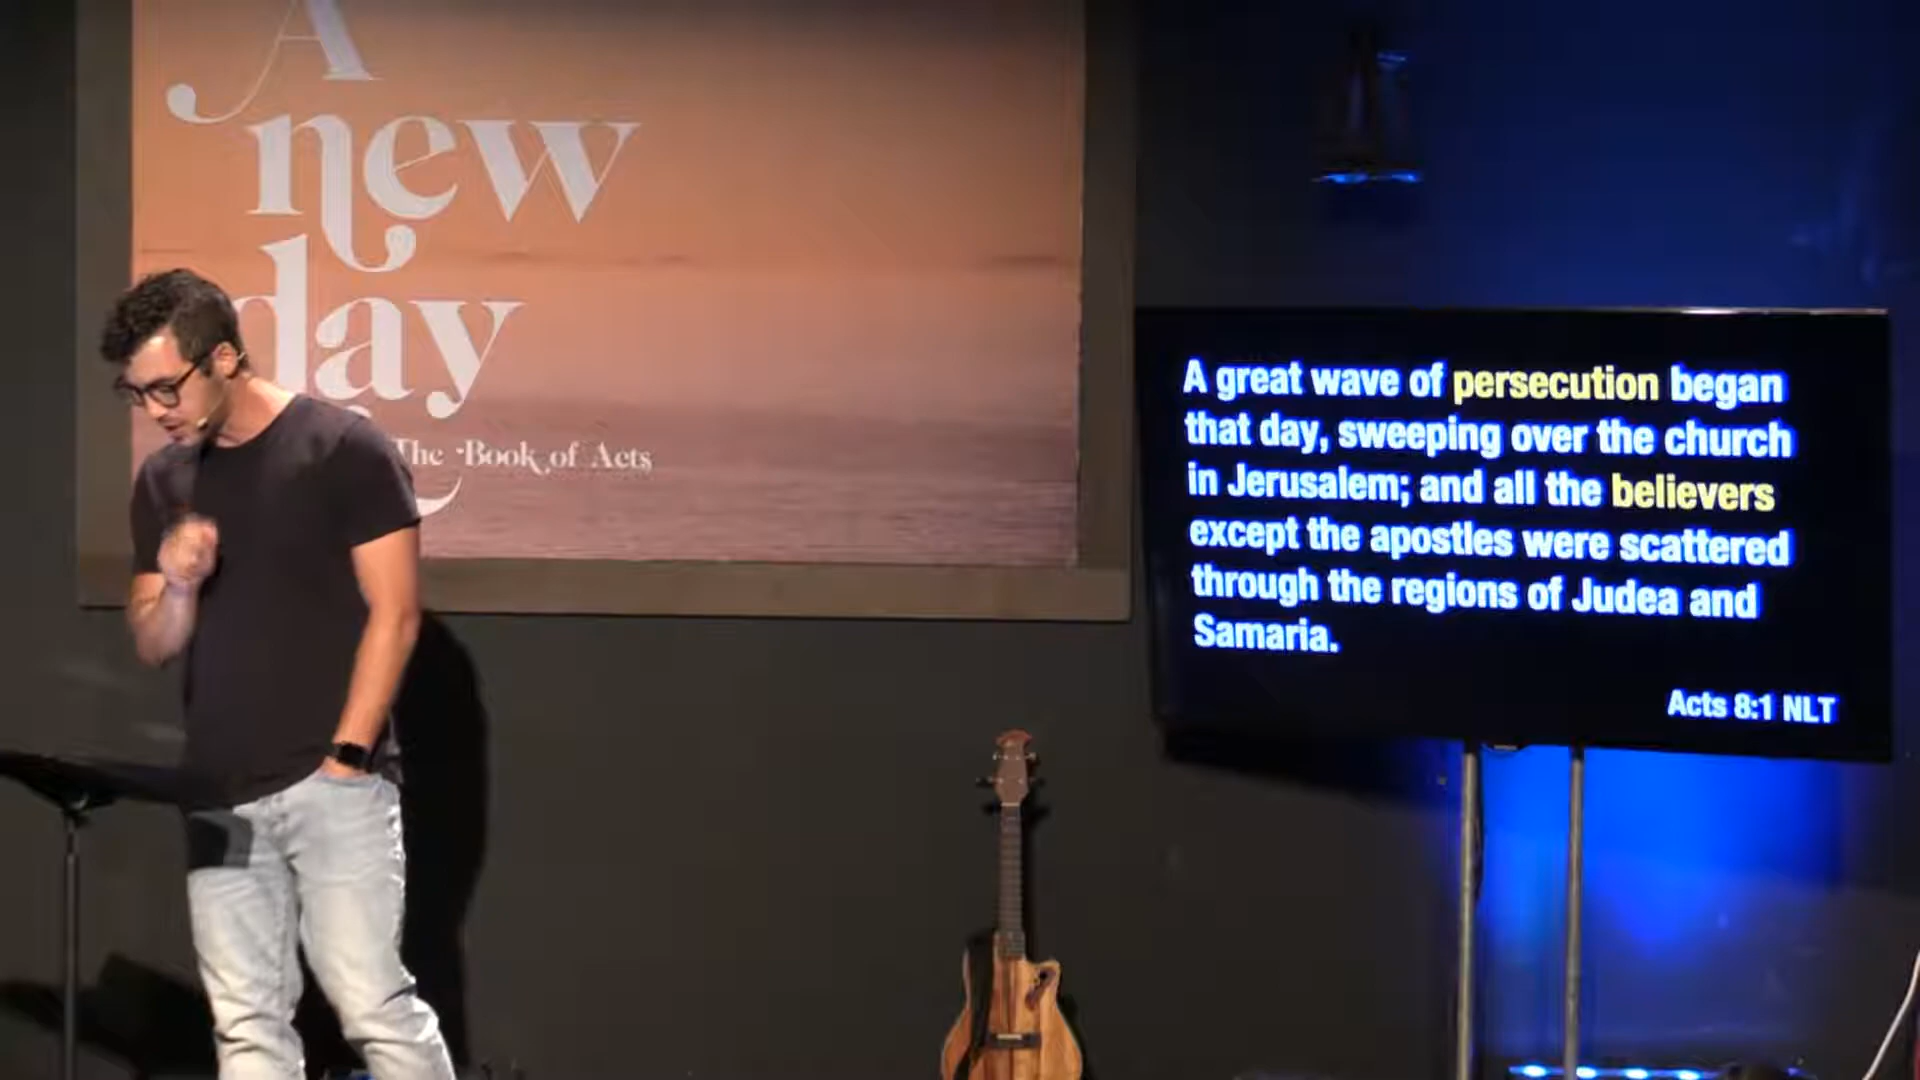 A
new
day
The Book of Acts
A great wave of persecution began
that day, sweeping over the church
in Jerusalem; and all the believers
except the apostles were scattered
through the regions of Judea and
Samaria.
Acts 8:1 NLT